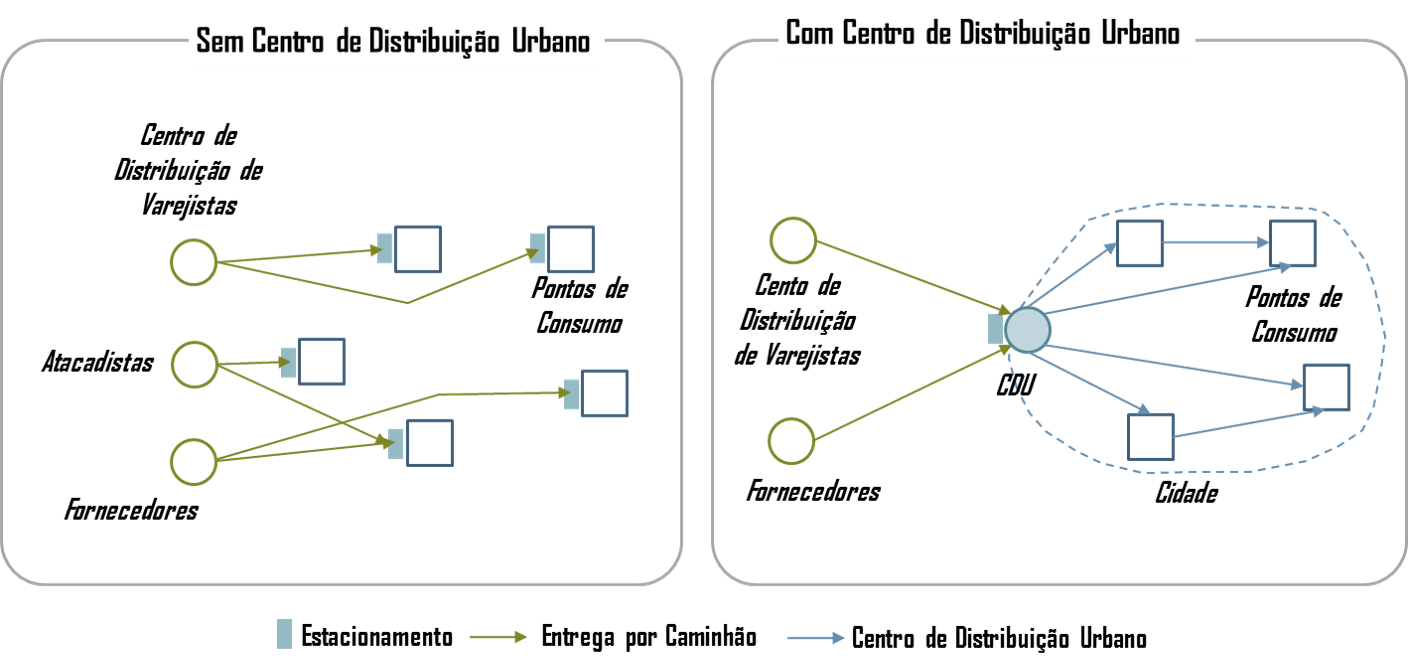 Sem Centro de Distribuição Urbano
Centro de
Distribuição de
Varejistas
Pontos de
Consumo
Atacadistas
Fornecedores
Com Centro de Distribuição Urbano
Cento de
Distribuição
de Varejistas
Pontos de
Consumo
CDU
Fornecedores
Cidade
Estacionamento
Entrega por Caminhão
Centro de Distribuição Urbano